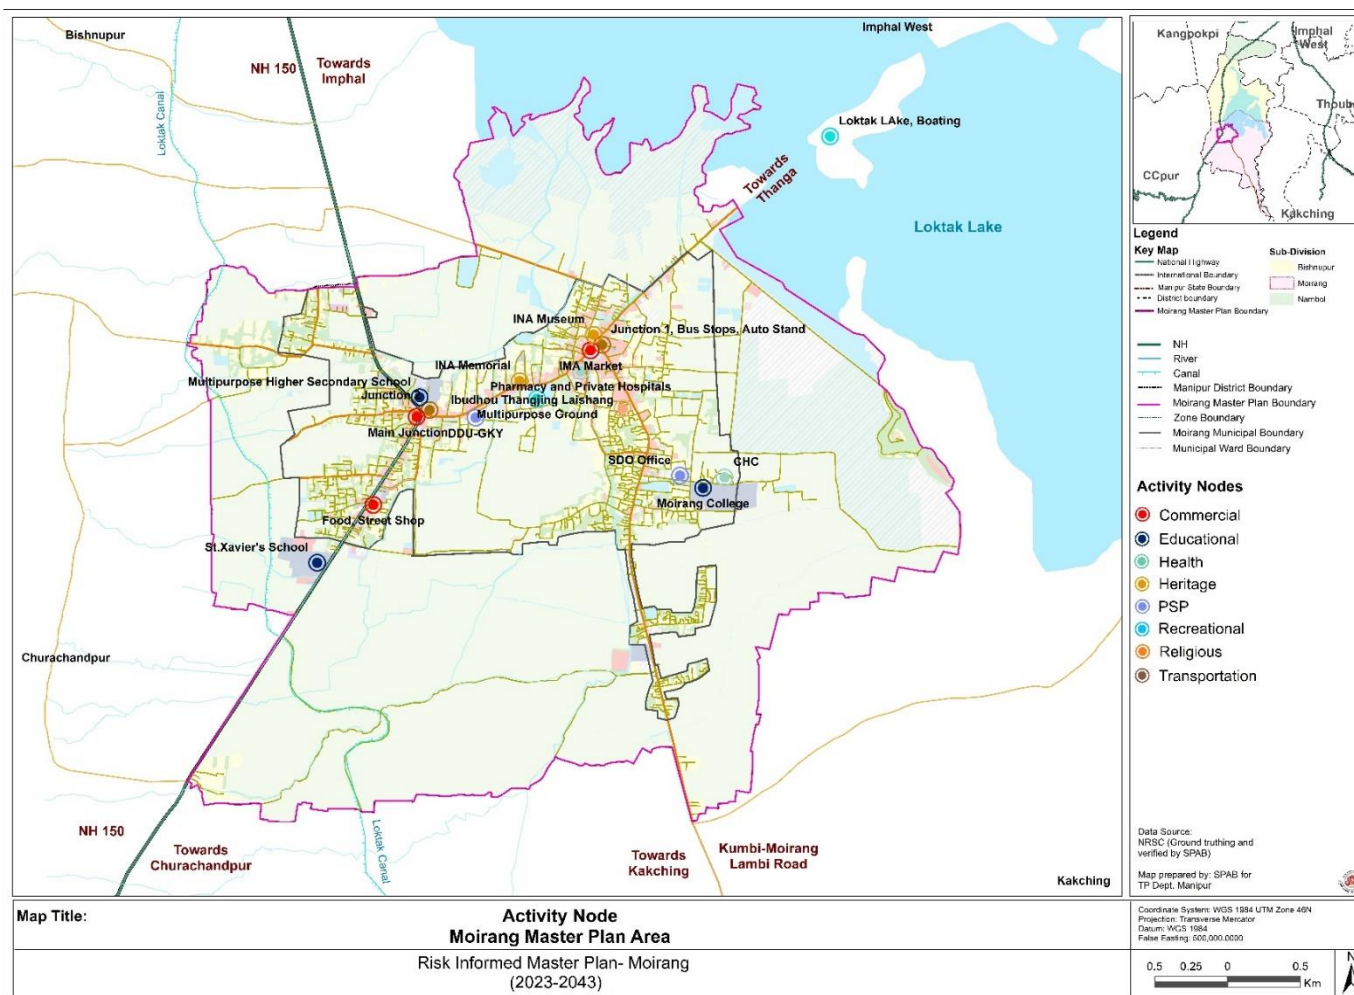 Bishnupur
Imphal West
NH 150
Towards
Imphal
Loktak Canal
Loktak LAke, Boating
Towards
Thanga
Loktak Lake
INA Museum
Junction 1, Bus Stops, Auto Stand
INA Memorial
IMA Market
Multipurpose Higher Secondary School
Pharmacy and Private Hospitals
Junction
Ibudhou Thangjing Laishang
Multipurpose Ground
Main Junction
DDU-GKY
SDO Office
CHC
Moirang College
Food, Street Shop
St.Xavier's School
Churachandpur
NH 150
Towards
Churachandpur
Loktak Canal
Towards
Kakching
Kumbi-Moirang
Lambi Road
Kakching
Kangpokpi
Imphal
West
Thoub
CCpur
Kakching
Legend
Key Map
National Highway
International Boundary
Manipur State Boundary
District boundary
Moirang Master Plan Boundary
Sub-Division
Bishnupur
Moirang
Nambol
NH
River
Canal
Manipur District Boundary
Moirang Master Plan Boundary
Zone Boundary
Moirang Municipal Boundary
Municipal Ward Boundary
Activity Nodes
Commercial
Educational
Health
Heritage
PSP
Recreational
Religious
Transportation
Data Source:
NRSC (Ground truthing and
verified by SPAB)
Map prepared by: SPAB for
TP Dept. Manipur
Map Title:
Activity Node
Moirang Master Plan Area
Risk Informed Master Plan- Moirang
(2023-2043)
Coordinate System: WGS 1984 UTM Zone 46N
Projection: Transverse Mercator
Datum: WGS 1984
False Easting: 500,000.0000
0.5 0.25 0 0.5
Km
N